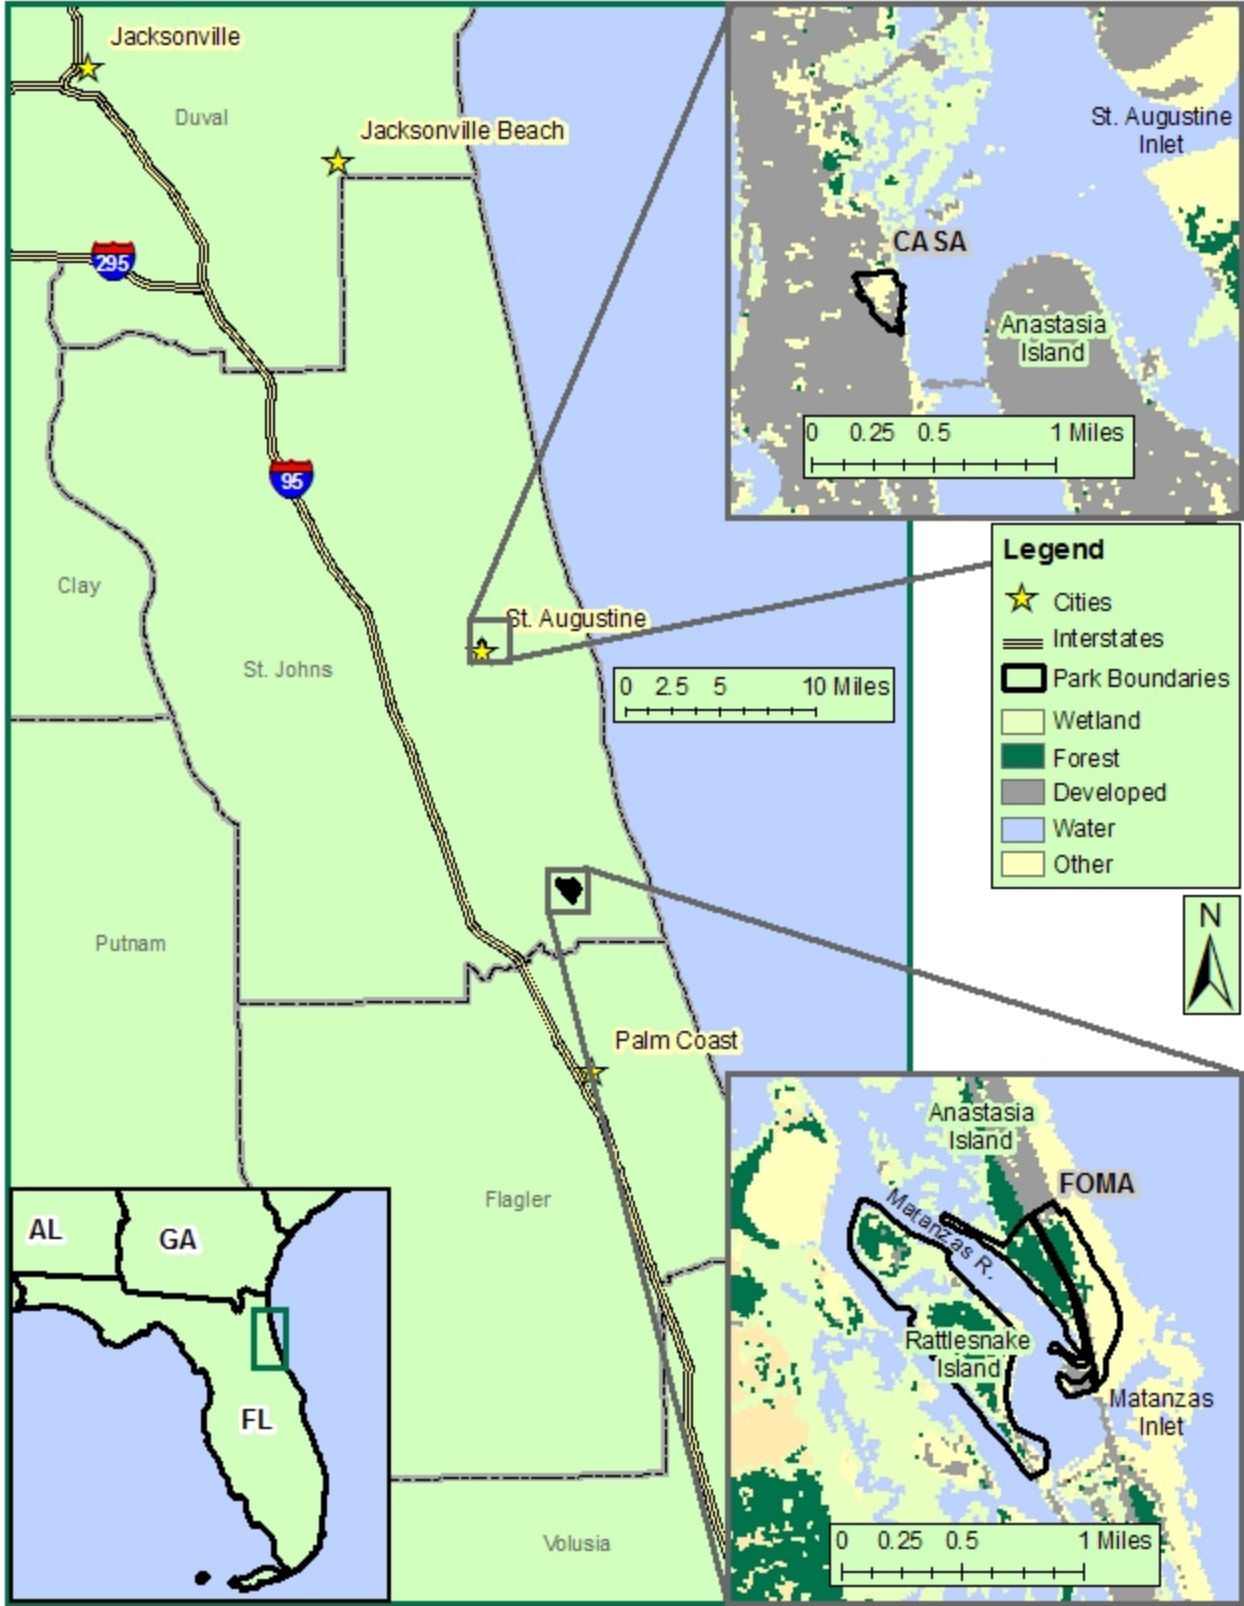 Jacksonville
Duval
Jacksonville Beach
295
95
Clay
St. Johns
St. Augustine
0 2.5 5 10 Miles
Putnam
Palm Coast
Flagler
Volusia
St. Augustine
Inlet
CASA
Anastasia
Island
0 0.25 0.5 1 Miles
Legend
Cities
Interstates
Park Boundaries
Wetland
Forest
Developed
Water
Other
N
Anastasia
Island
FOMA
Matanzas R.
Rattlesnake
Island
Matanzas
Inlet
0 0.25 0.5 1 Miles
AL
GA
FL